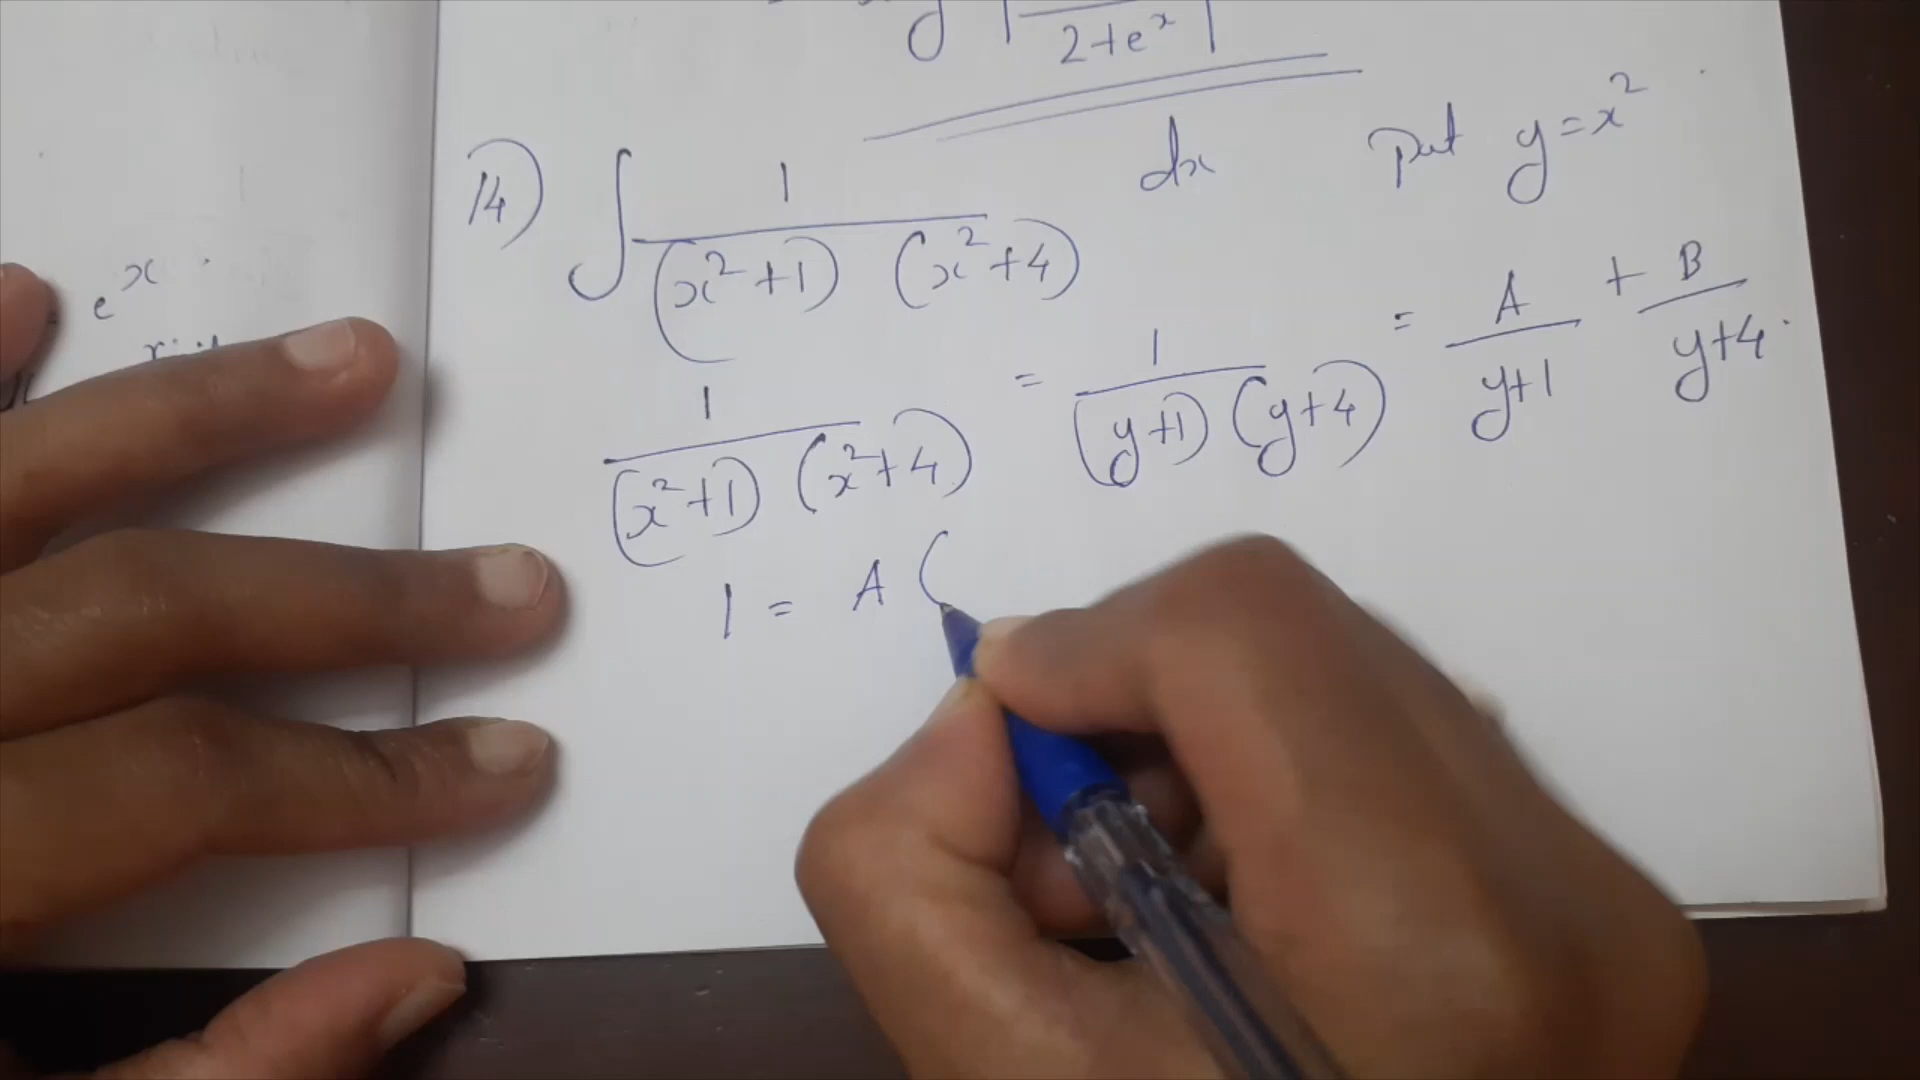 2+e^x
14) ∫ 1/((x²+1) (x²+4)) dx Put y=x²
1/((x²+1) (x²+4)) = 1/((y+1) (y+4)) = A/(y+1) + B/(y+4).
1 = A (
e^x